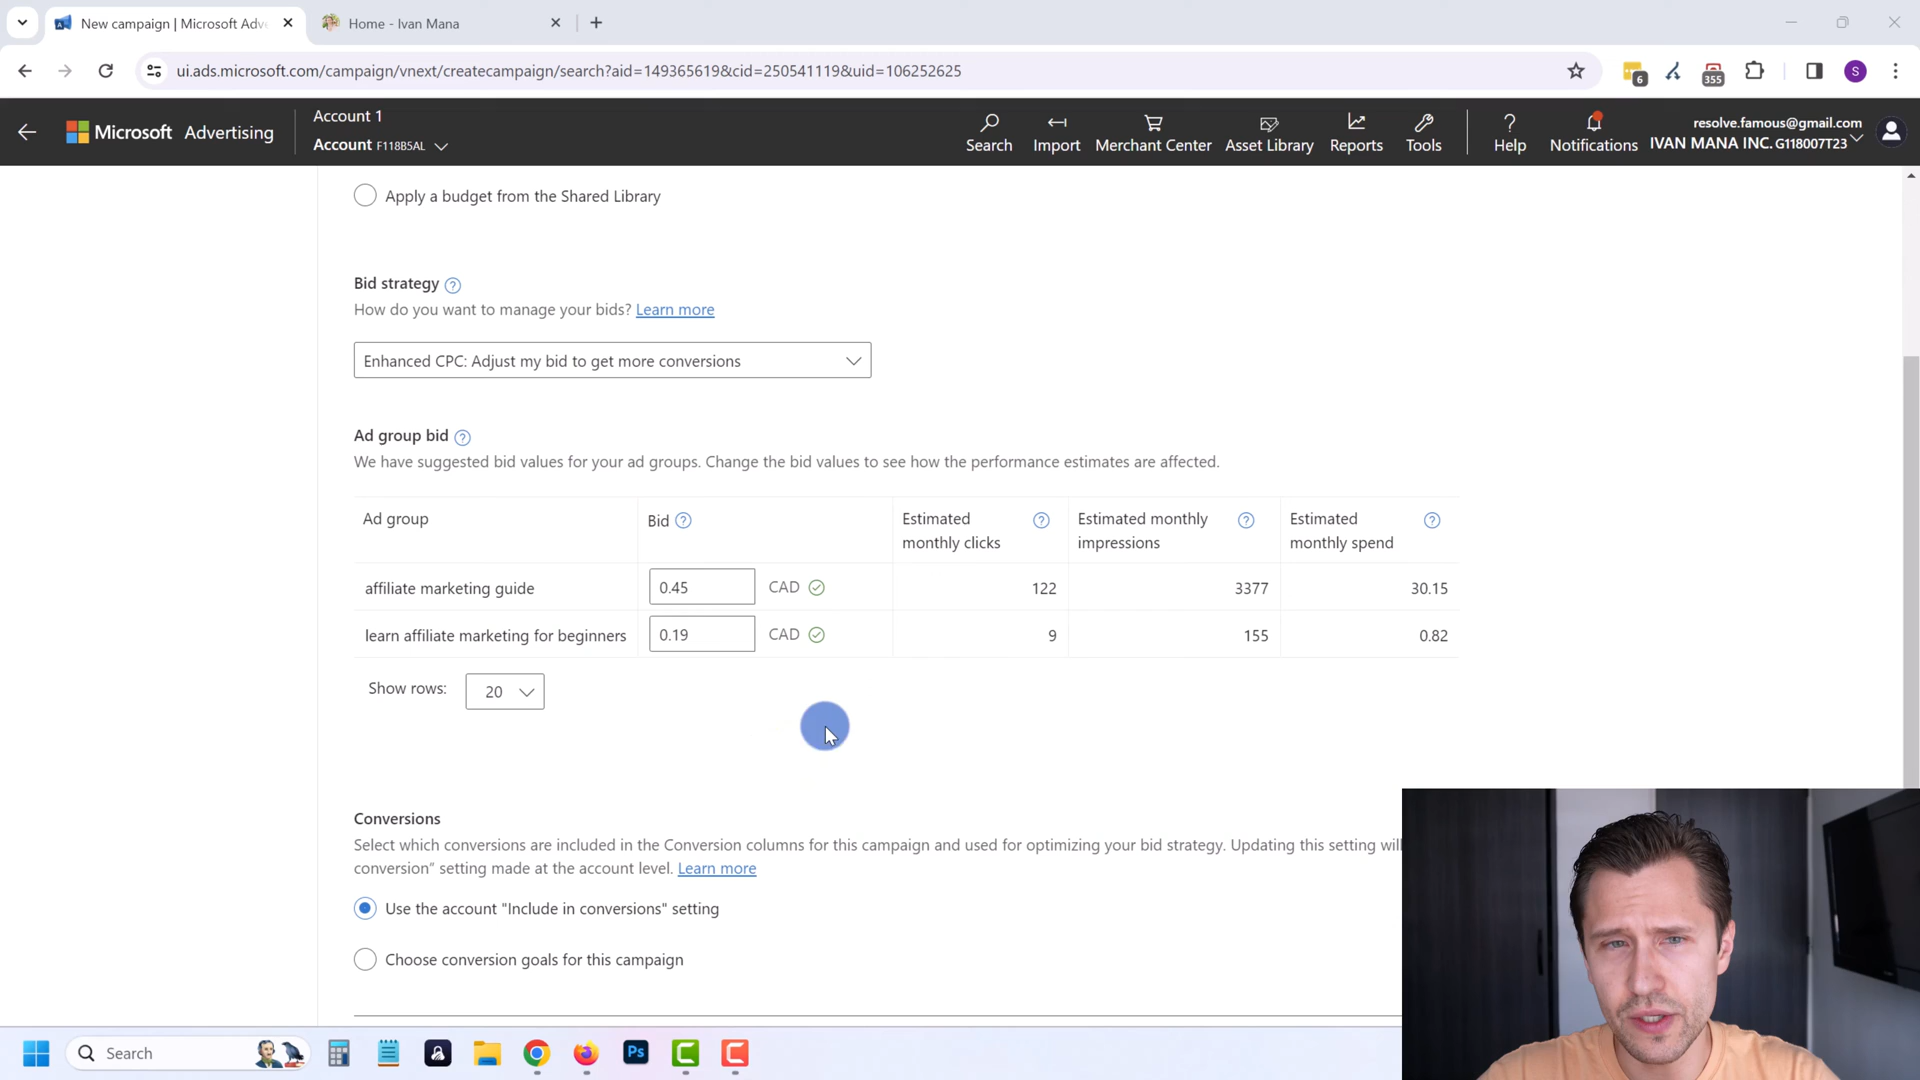 New campaign | Microsoft Adv
Home - Ivan Mana
ui.ads.microsoft.com/campaign/vnext/createcampaign/search?aid=149365619&cid=250541119&uid=106252625
6
355
S
Microsoft Advertising
Account 1
Account F118B5AL
Search
Import
Merchant Center
Asset Library
Reports
Tools
Help
Notifications
resolve.famous@gmail.com
IVAN MANA INC. G118007T23
Apply a budget from the Shared Library
Bid strategy ?
How do you want to manage your bids? Learn more
Enhanced CPC: Adjust my bid to get more conversions
Ad group bid ?
We have suggested bid values for your ad groups. Change the bid values to see how the performance estimates are affected.
Ad group
Bid ?
Estimated ?
monthly clicks
Estimated monthly ?
impressions
Estimated ?
monthly spend
affiliate marketing guide 0.45 CAD 122 3377 30.15
learn affiliate marketing for beginners 0.19 CAD 9 155 0.82
Show rows: 20
Conversions
Select which conversions are included in the Conversion columns for this campaign and used for optimizing your bid strategy. Updating this setting will
conversion" setting made at the account level. Learn more
Use the account "Include in conversions" setting
Choose conversion goals for this campaign
Search
Ps